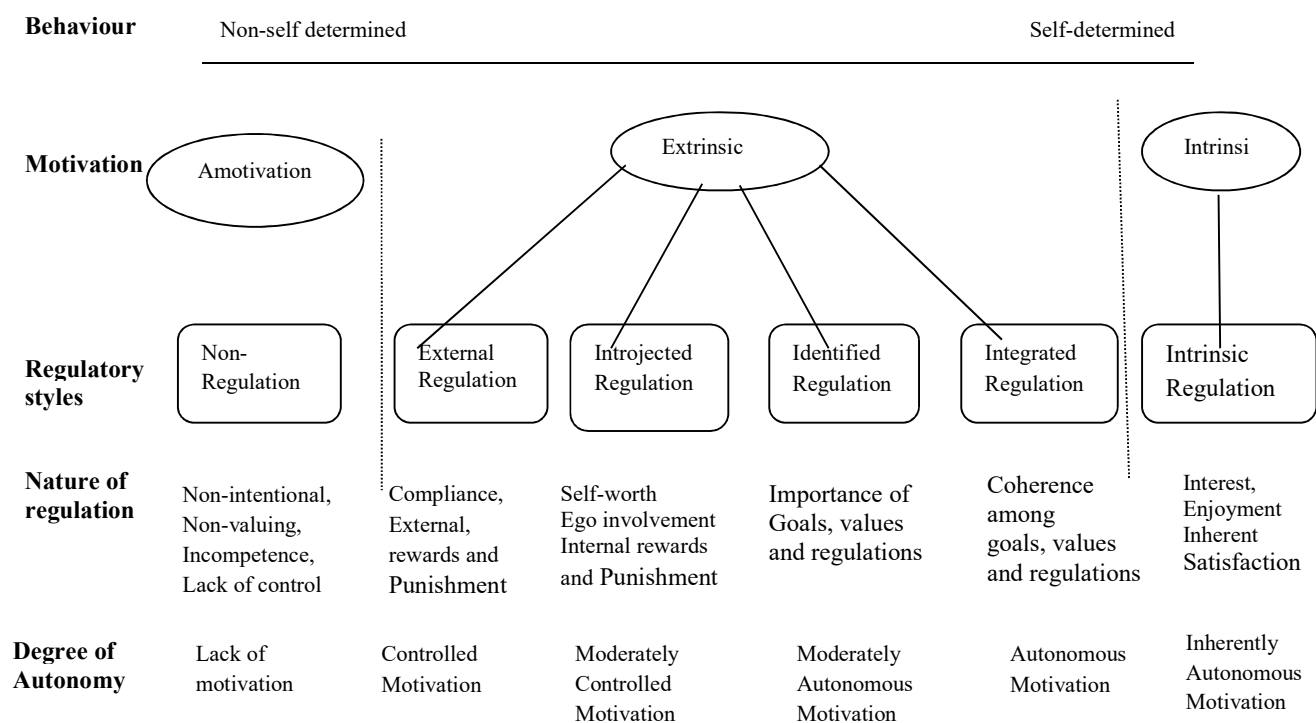 Behaviour
Non-self determined
Self-determined
Motivation
Amotivation
Extrinsic
Intrinsi
Regulatory
styles
Non-
Regulation
External
Regulation
Introjected
Regulation
Identified
Regulation
Integrated
Regulation
Intrinsic
Regulation
Nature of
regulation
Non-intentional,
Non-valuing,
Incompetence,
Lack of control
Compliance,
External,
rewards and
Punishment
Self-worth
Ego involvement
Internal rewards
and Punishment
Importance of
Goals, values
and regulations
Coherence
among
goals, values
and regulations
Interest,
Enjoyment
Inherent
Satisfaction
Degree of
Autonomy
Lack of
motivation
Controlled
Motivation
Moderately
Controlled
Motivation
Moderately
Autonomous
Motivation
Autonomous
Motivation
Inherently
Autonomous
Motivation